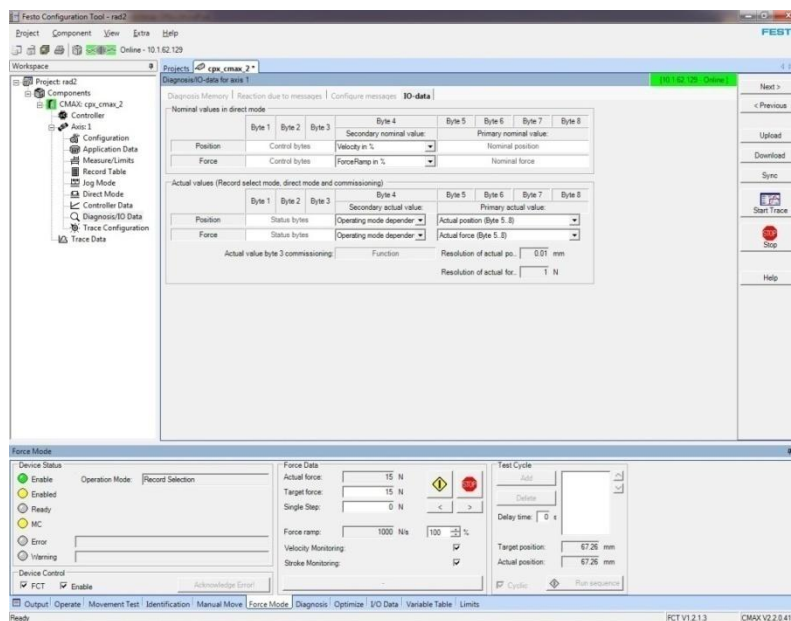 Festo Configuration Tool - rad2
Project Component View Extra Help
FESTO
Online - 10.1.62.129
Workspace
Projects cpx_cmax_2 *
Diagnosis/IO-data for axis 1
[10.1.62.129 - Online]
Project: rad2
Components
CMAX: cpx_cmax_2
Controller
Axis: 1
Configuration
Application Data
Measure/Limits
Record Table
Jog Mode
Direct Mode
Controller Data
Diagnosis/IO Data
Trace Configuration
Trace Data
Diagnosis Memory Reaction due to messages Configure messages IO-data
Nominal values in direct mode
Byte 1 Byte 2 Byte 3 Byte 4 Byte 5 Byte 6 Byte 7 Byte 8
Secondary nominal value: Primary nominal value:
Position Control bytes Velocity in % Nominal position
Force Control bytes ForceRamp in % Nominal force
Actual values (Record select mode, direct mode and commissioning)
Byte 1 Byte 2 Byte 3 Byte 4 Byte 5 Byte 6 Byte 7 Byte 8
Secondary actual value: Primary actual value:
Position Status bytes Operating mode depender Actual position (Byte 5..8)
Force Status bytes Operating mode depender Actual force (Byte 5..8)
Actual value byte 3 commissioning: Function Resolution of actual po.. 0.01 mm
Resolution of actual for.. 1 N
Next >
< Previous
Upload
Download
Sync
Start Trace
STOP
Stop
Help
Force Mode
Device Status
Enable Operation Mode: Record Selection
Enabled
Ready
MC
Error
Warning
Device Control
FCT Enable Acknowledge Error!
Force Data
Actual force: 15 N
Target force: 15 N
STOP
Single Step: 0 N < >
Force ramp: 1000 N/s 100 %
Velocity Monitoring:
Stroke Monitoring:
Test Cycle
Add
Delete
Delay time: 0 s
Target position: 67.26 mm
Actual position: 67.26 mm
Cyclic Run sequence
Output Operate Movement Test Identification Manual Move Force Mode Diagnosis Optimize I/O Data Variable Table Limits
Ready
FCT V1.2.1.3 CMAX V2.2.0.41